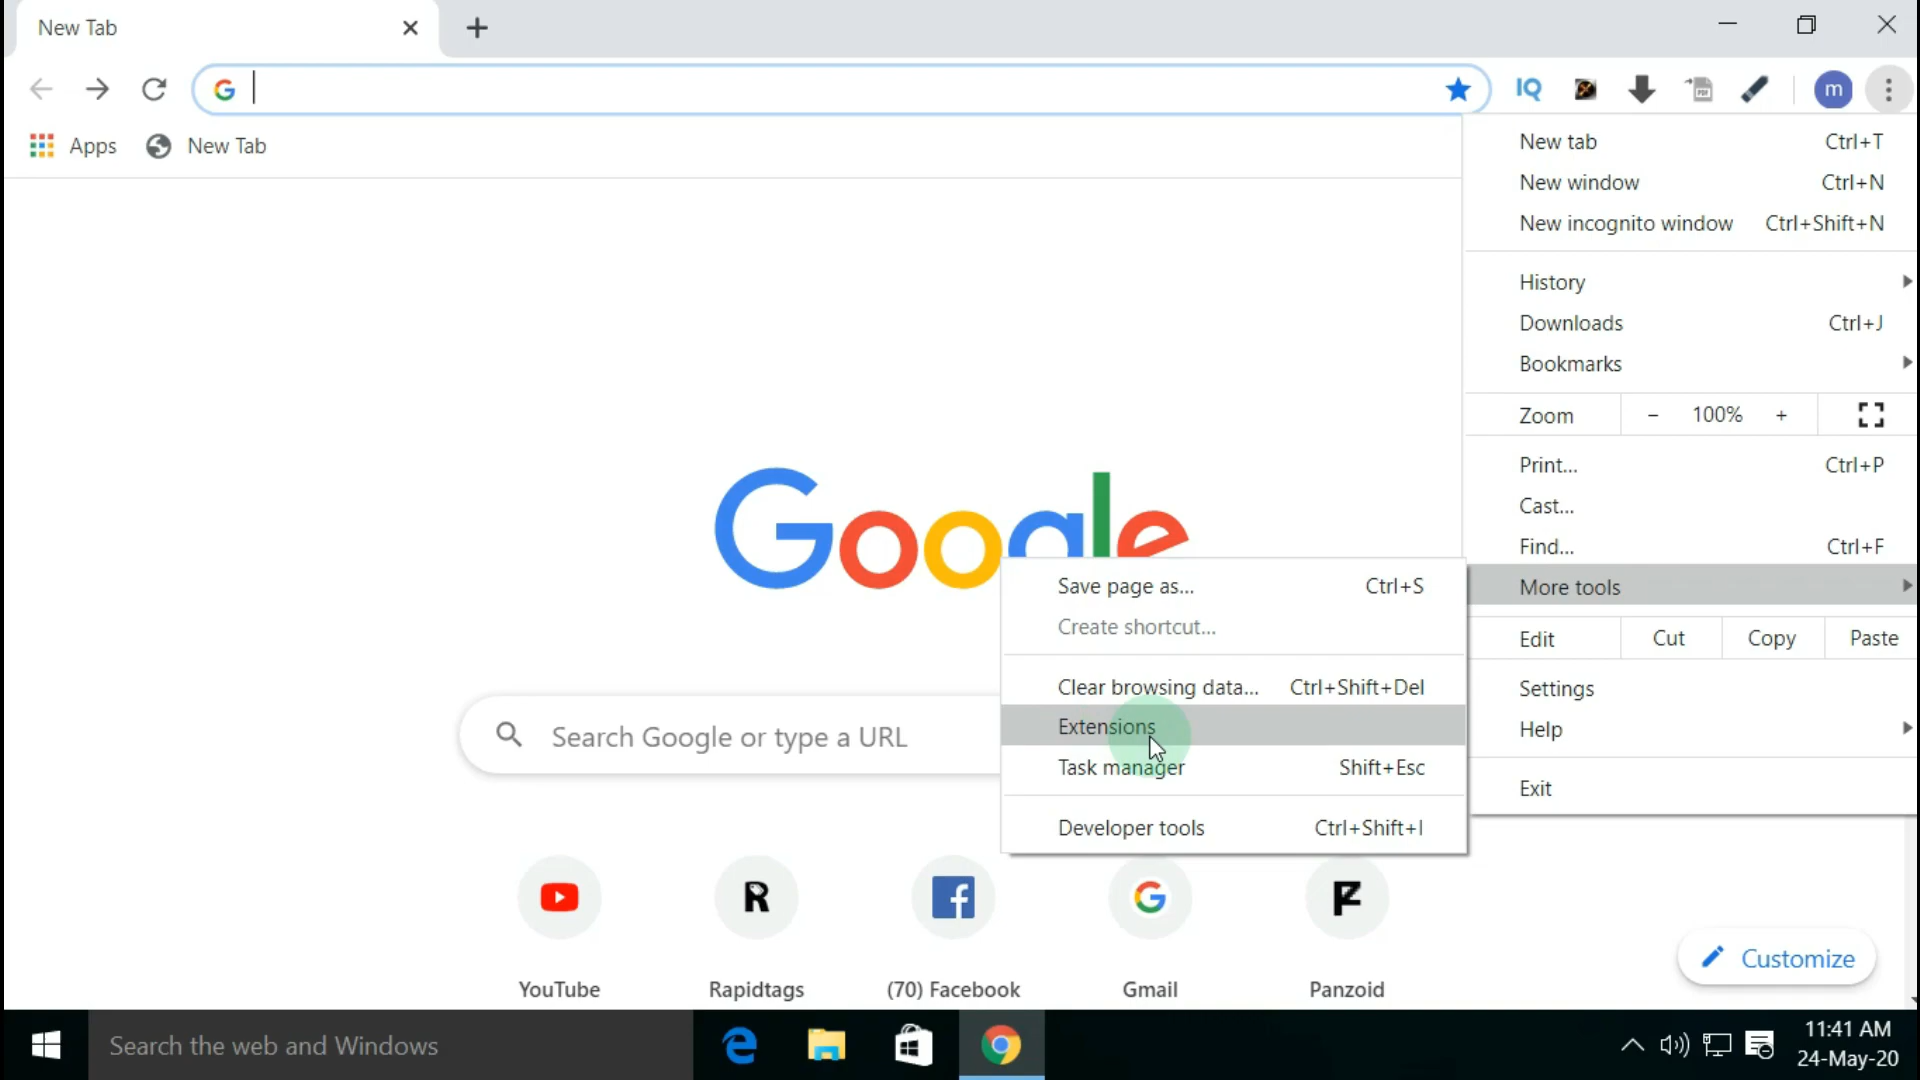 New Tab
IQ
PDF
m
Apps
New Tab
New tab Ctrl+T
New window Ctrl+N
New incognito window Ctrl+Shift+N
History
Downloads Ctrl+J
Bookmarks
Zoom - 100% +
Print... Ctrl+P
Cast...
Find... Ctrl+F
More tools
Edit Cut Copy Paste
Settings
Help
Exit
Google
Save page as... Ctrl+S
Create shortcut...
Clear browsing data... Ctrl+Shift+Del
Extensions
Task manager Shift+Esc
Developer tools Ctrl+Shift+I
Search Google or type a URL
YouTube
Rapidtags
(70) Facebook
Gmail
Panzoid
Customize
Search the web and Windows
11:41 AM
24-May-20